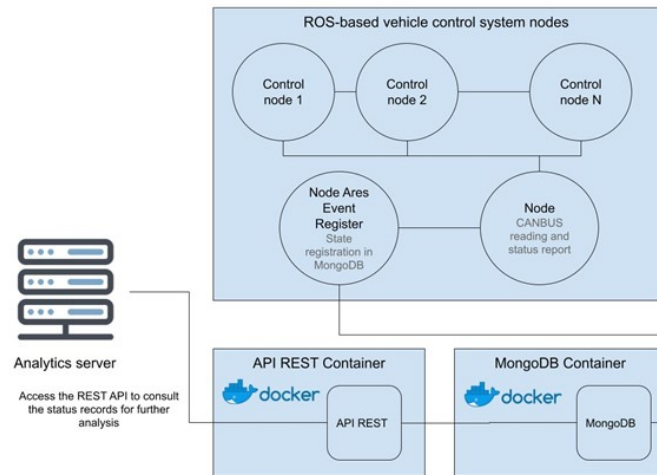 ROS-based vehicle control system nodes
Control
node 1
Control
node 2
Control
node N
Node Ares
Event
Register
State
registration in
MongoDB
Node
CANBUS
reading and
status report
Analytics server
Access the REST API to consult
the status records for further
analysis
API REST Container
docker
API REST
MongoDB Container
docker
MongoDB